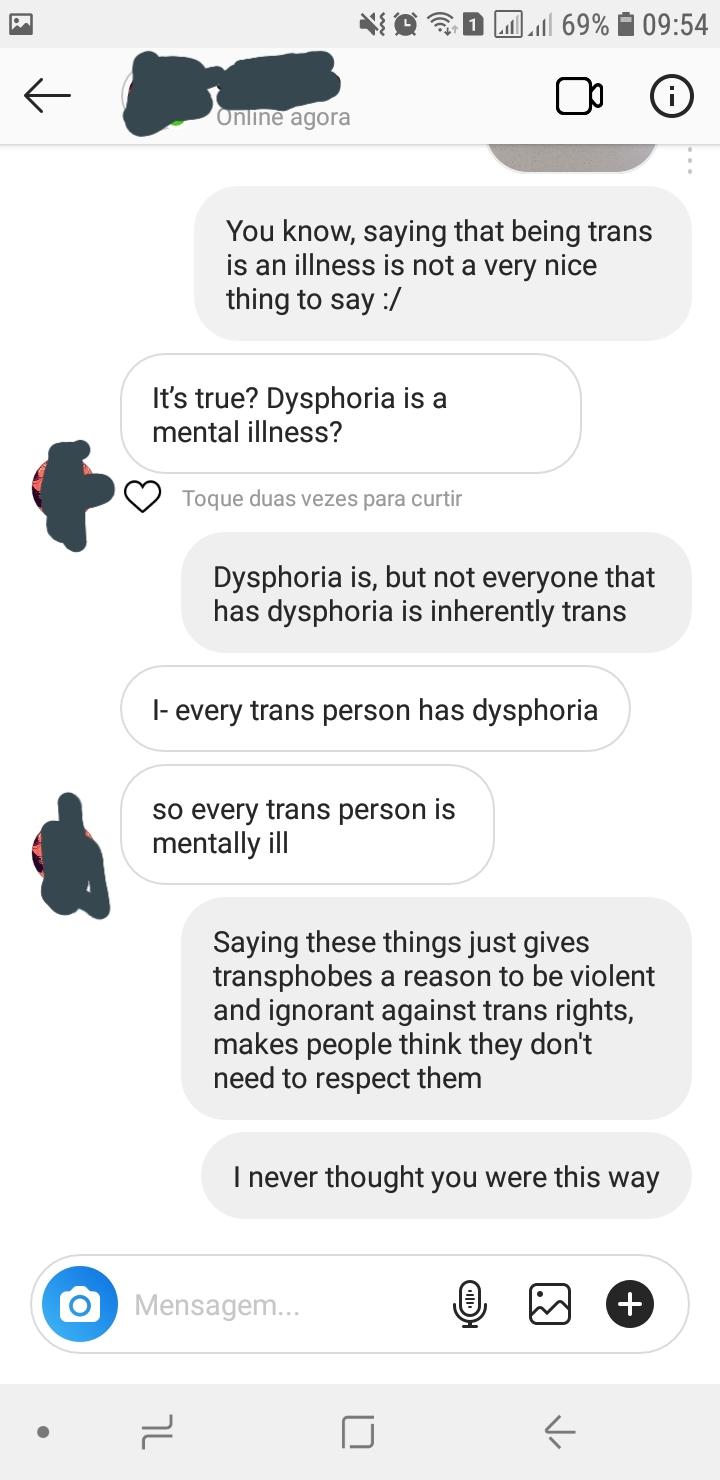 1 69% 09:54
Online agora
You know, saying that being trans
is an illness is not a very nice
thing to say :/
It’s true? Dysphoria is a
mental illness?
Toque duas vezes para curtir
Dysphoria is, but not everyone that
has dysphoria is inherently trans
I- every trans person has dysphoria
so every trans person is
mentally ill
Saying these things just gives
transphobes a reason to be violent
and ignorant against trans rights,
makes people think they don't
need to respect them
I never thought you were this way
Mensagem...